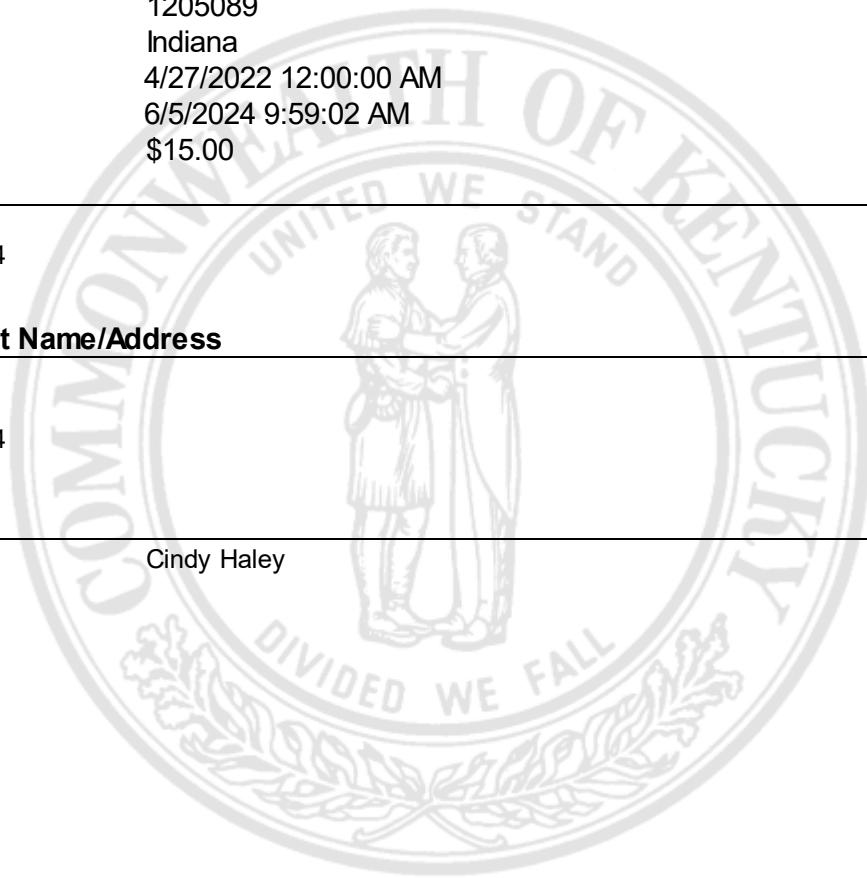 1205089
Indiana
4/27/2022 12:00:00 AM
6/5/2024 9:59:02 AM
$15.00
4
t Name/Address
4
Cindy Haley
COMMONWEALTH OF KENTUCKY
UNITED WE STAND
DIVIDED WE FALL